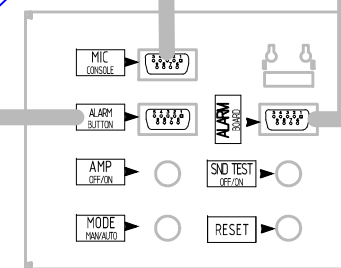 MIC
CONSOLE
ALARM
BUTTON
ALARM
BOARD
AMP
OFF/ON
SND TEST
OFF/ON
MODE
MAN/AUTO
RESET